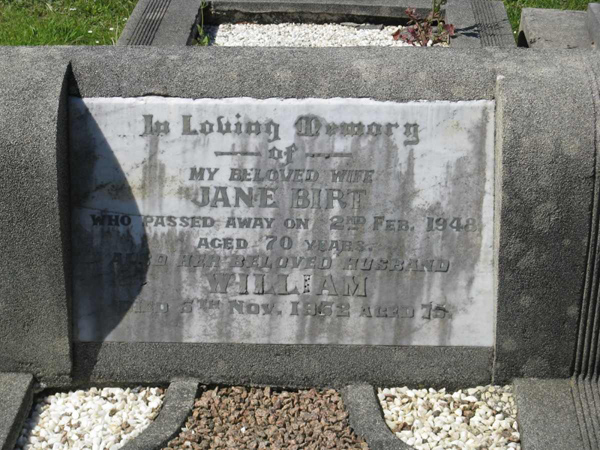 In Loving Memory
of
MY BELOVED WIFE
JANE BIRT
WHO PASSED AWAY ON 2ND FEB. 1948
AGED 70 YEARS.
ALSO HER BELOVED HUSBAND
WILLIAM
5TH NOV. 1952 AGED 75